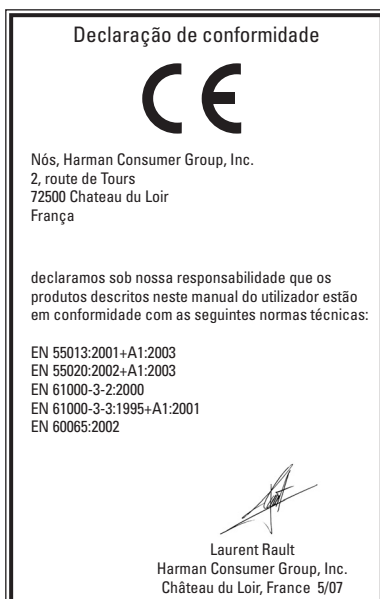 Declaração de conformidade
CE
Nós, Harman Consumer Group, Inc.
2, route de Tours
72500 Chateau du Loir
França
declaramos sob nossa responsabilidade que os
produtos descritos neste manual do utilizador estão
em conformidade com as seguintes normas técnicas:
EN 55013:2001+A1:2003
EN 55020:2002+A1:2003
EN 61000-3-2:2000
EN 61000-3-3:1995+A1:2001
EN 60065:2002
Laurent Rault
Harman Consumer Group, Inc.
Château du Loir, France 5/07